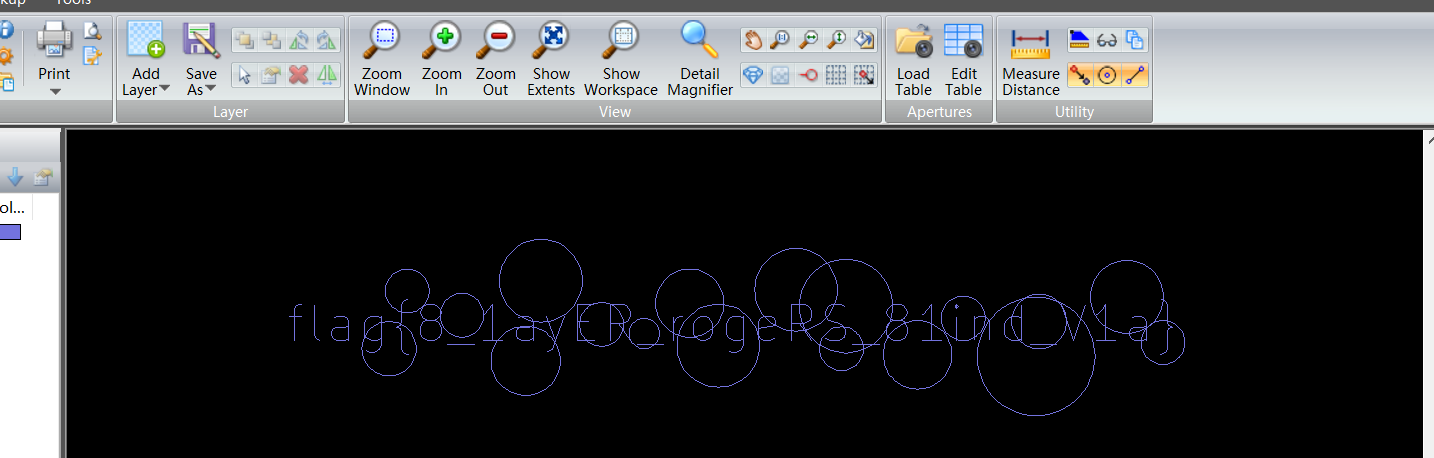 Tools
Print
Add Layer
Save As
Zoom Window
Zoom In
Zoom Out
Show Extents
Show Workspace
Detail Magnifier
Load Table
Edit Table
Measure Distance
Layer
View
Apertures
Utility
ol...
flag{8_1ayER_rogeRS_81ind_V1a}